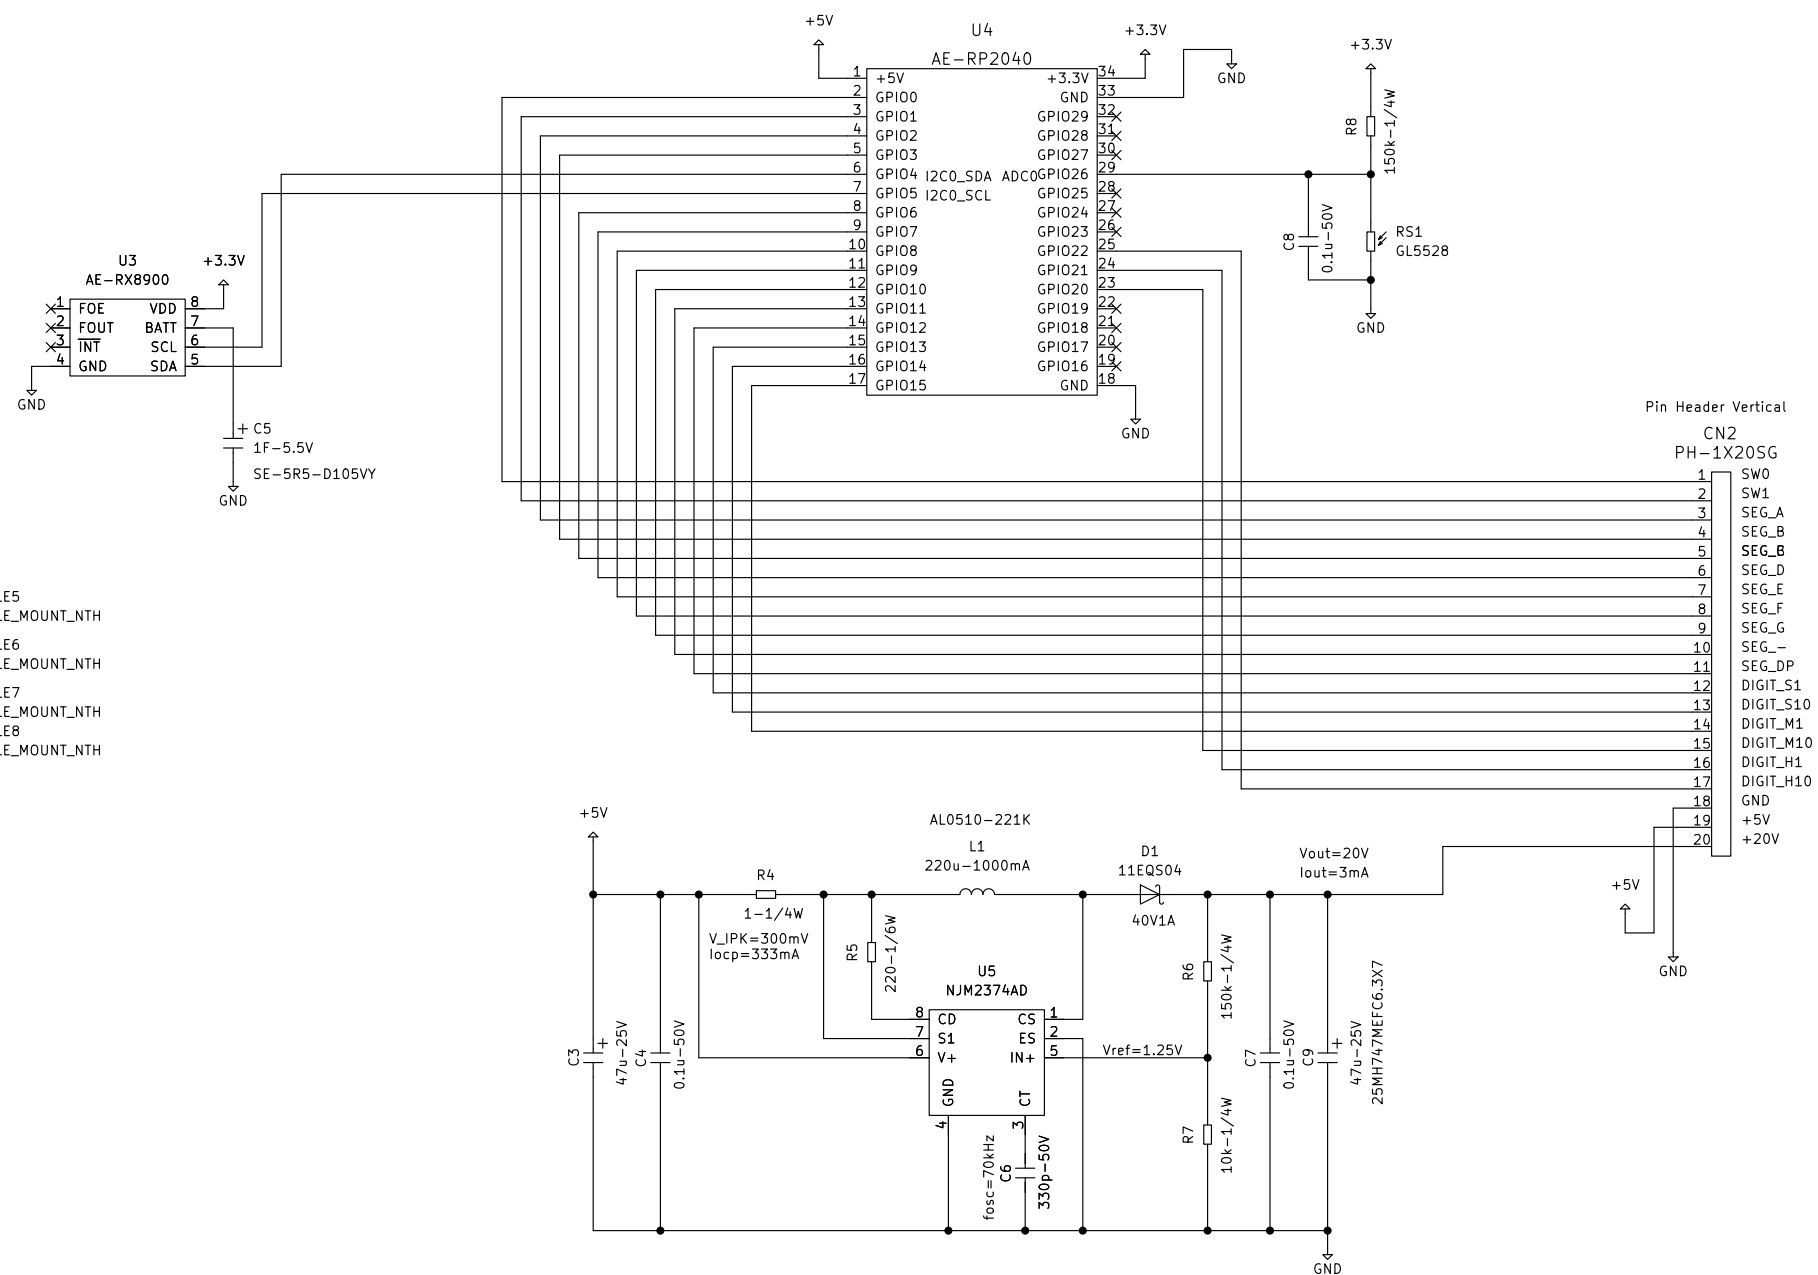 +5V
U4
AE-RP2040
+3.3V
GND
+3.3V
R8
150k-1/4W
1 +5V
2 GPIO0
3 GPIO1
4 GPIO2
5 GPIO3
6 GPIO4 I2C0_SDA
7 GPIO5 I2C0_SCL
8 GPIO6
9 GPIO7
10 GPIO8
11 GPIO9
12 GPIO10
13 GPIO11
14 GPIO12
15 GPIO13
16 GPIO14
17 GPIO15
+3.3V 34
GND 33
GPIO29 32
GPIO28 31
GPIO27 30
ADC0 GPIO26 29
GPIO25 28
GPIO24 27
GPIO23 26
GPIO22 25
GPIO21 24
GPIO20 23
GPIO19 22
GPIO18 21
GPIO17 20
GPIO16 19
GND 18
GND
C8
0.1u-50V
RS1
GL5528
GND
U3
AE-RX8900
+3.3V
1 FOE
2 FOUT
3 INT
4 GND
VDD 8
BATT 7
SCL 6
SDA 5
GND
+ C5
1F-5.5V
SE-5R5-D105VY
GND
LE5
LE_MOUNT_NTH
LE6
LE_MOUNT_NTH
LE7
LE_MOUNT_NTH
LE8
LE_MOUNT_NTH
Pin Header Vertical
CN2
PH-1X20SG
1 SW0
2 SW1
3 SEG_A
4 SEG_B
5 SEG_B
6 SEG_D
7 SEG_E
8 SEG_F
9 SEG_G
10 SEG_-
11 SEG_DP
12 DIGIT_S1
13 DIGIT_S10
14 DIGIT_M1
15 DIGIT_M10
16 DIGIT_H1
17 DIGIT_H10
18 GND
19 +5V
20 +20V
+5V
GND
+5V
AL0510-221K
L1
220u-1000mA
R4
1-1/4W
V_IPK=300mV
Iocp=333mA
R5
220-1/6W
D1
11EQS04
40V1A
Vout=20V
Iout=3mA
U5
NJM2374AD
8 CD
7 S1
6 V+
CS 1
ES 2
IN+ 5
GND 4
CT 3
Vref=1.25V
R6
150k-1/4W
R7
10k-1/4W
C3
+
47u-25V
C4
0.1u-50V
fosc=70kHz
C6
330p-50V
C7
0.1u-50V
C9
+
47u-25V
25MH747MEFC6.3X7
GND